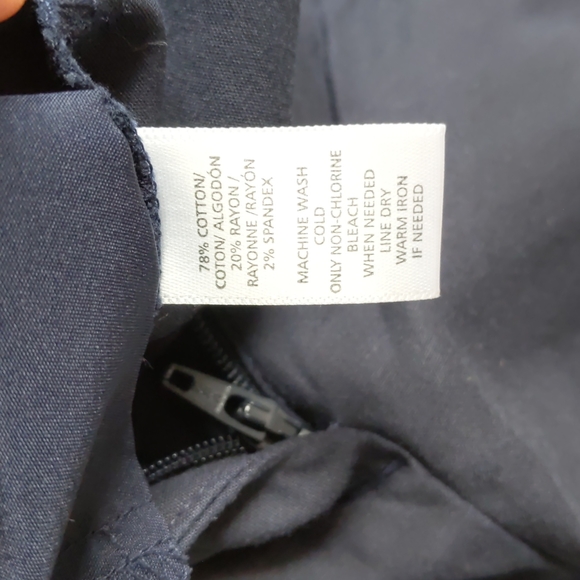 78% COTTON/
COTON/ ALGODÓN
20% RAYON /
RAYONNE /RAYÓN
2% SPANDEX
MACHINE WASH
COLD
ONLY NON-CHLORINE
BLEACH
WHEN NEEDED
LINE DRY
WARM IRON
IF NEEDED